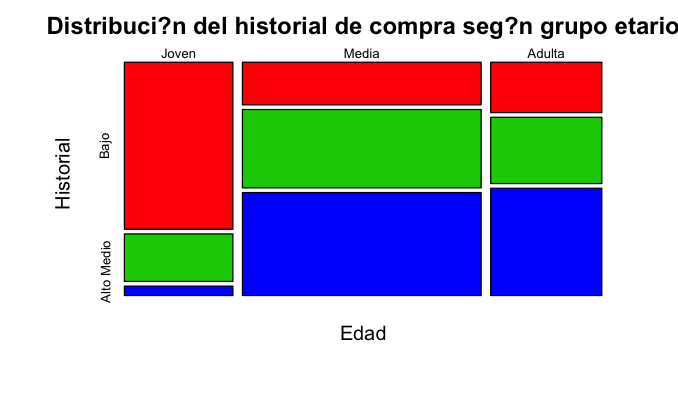 Distribuci?n del historial de compra seg?n grupo etario
Joven Media Adulta
Historial
Bajo
Alto Medio
Edad